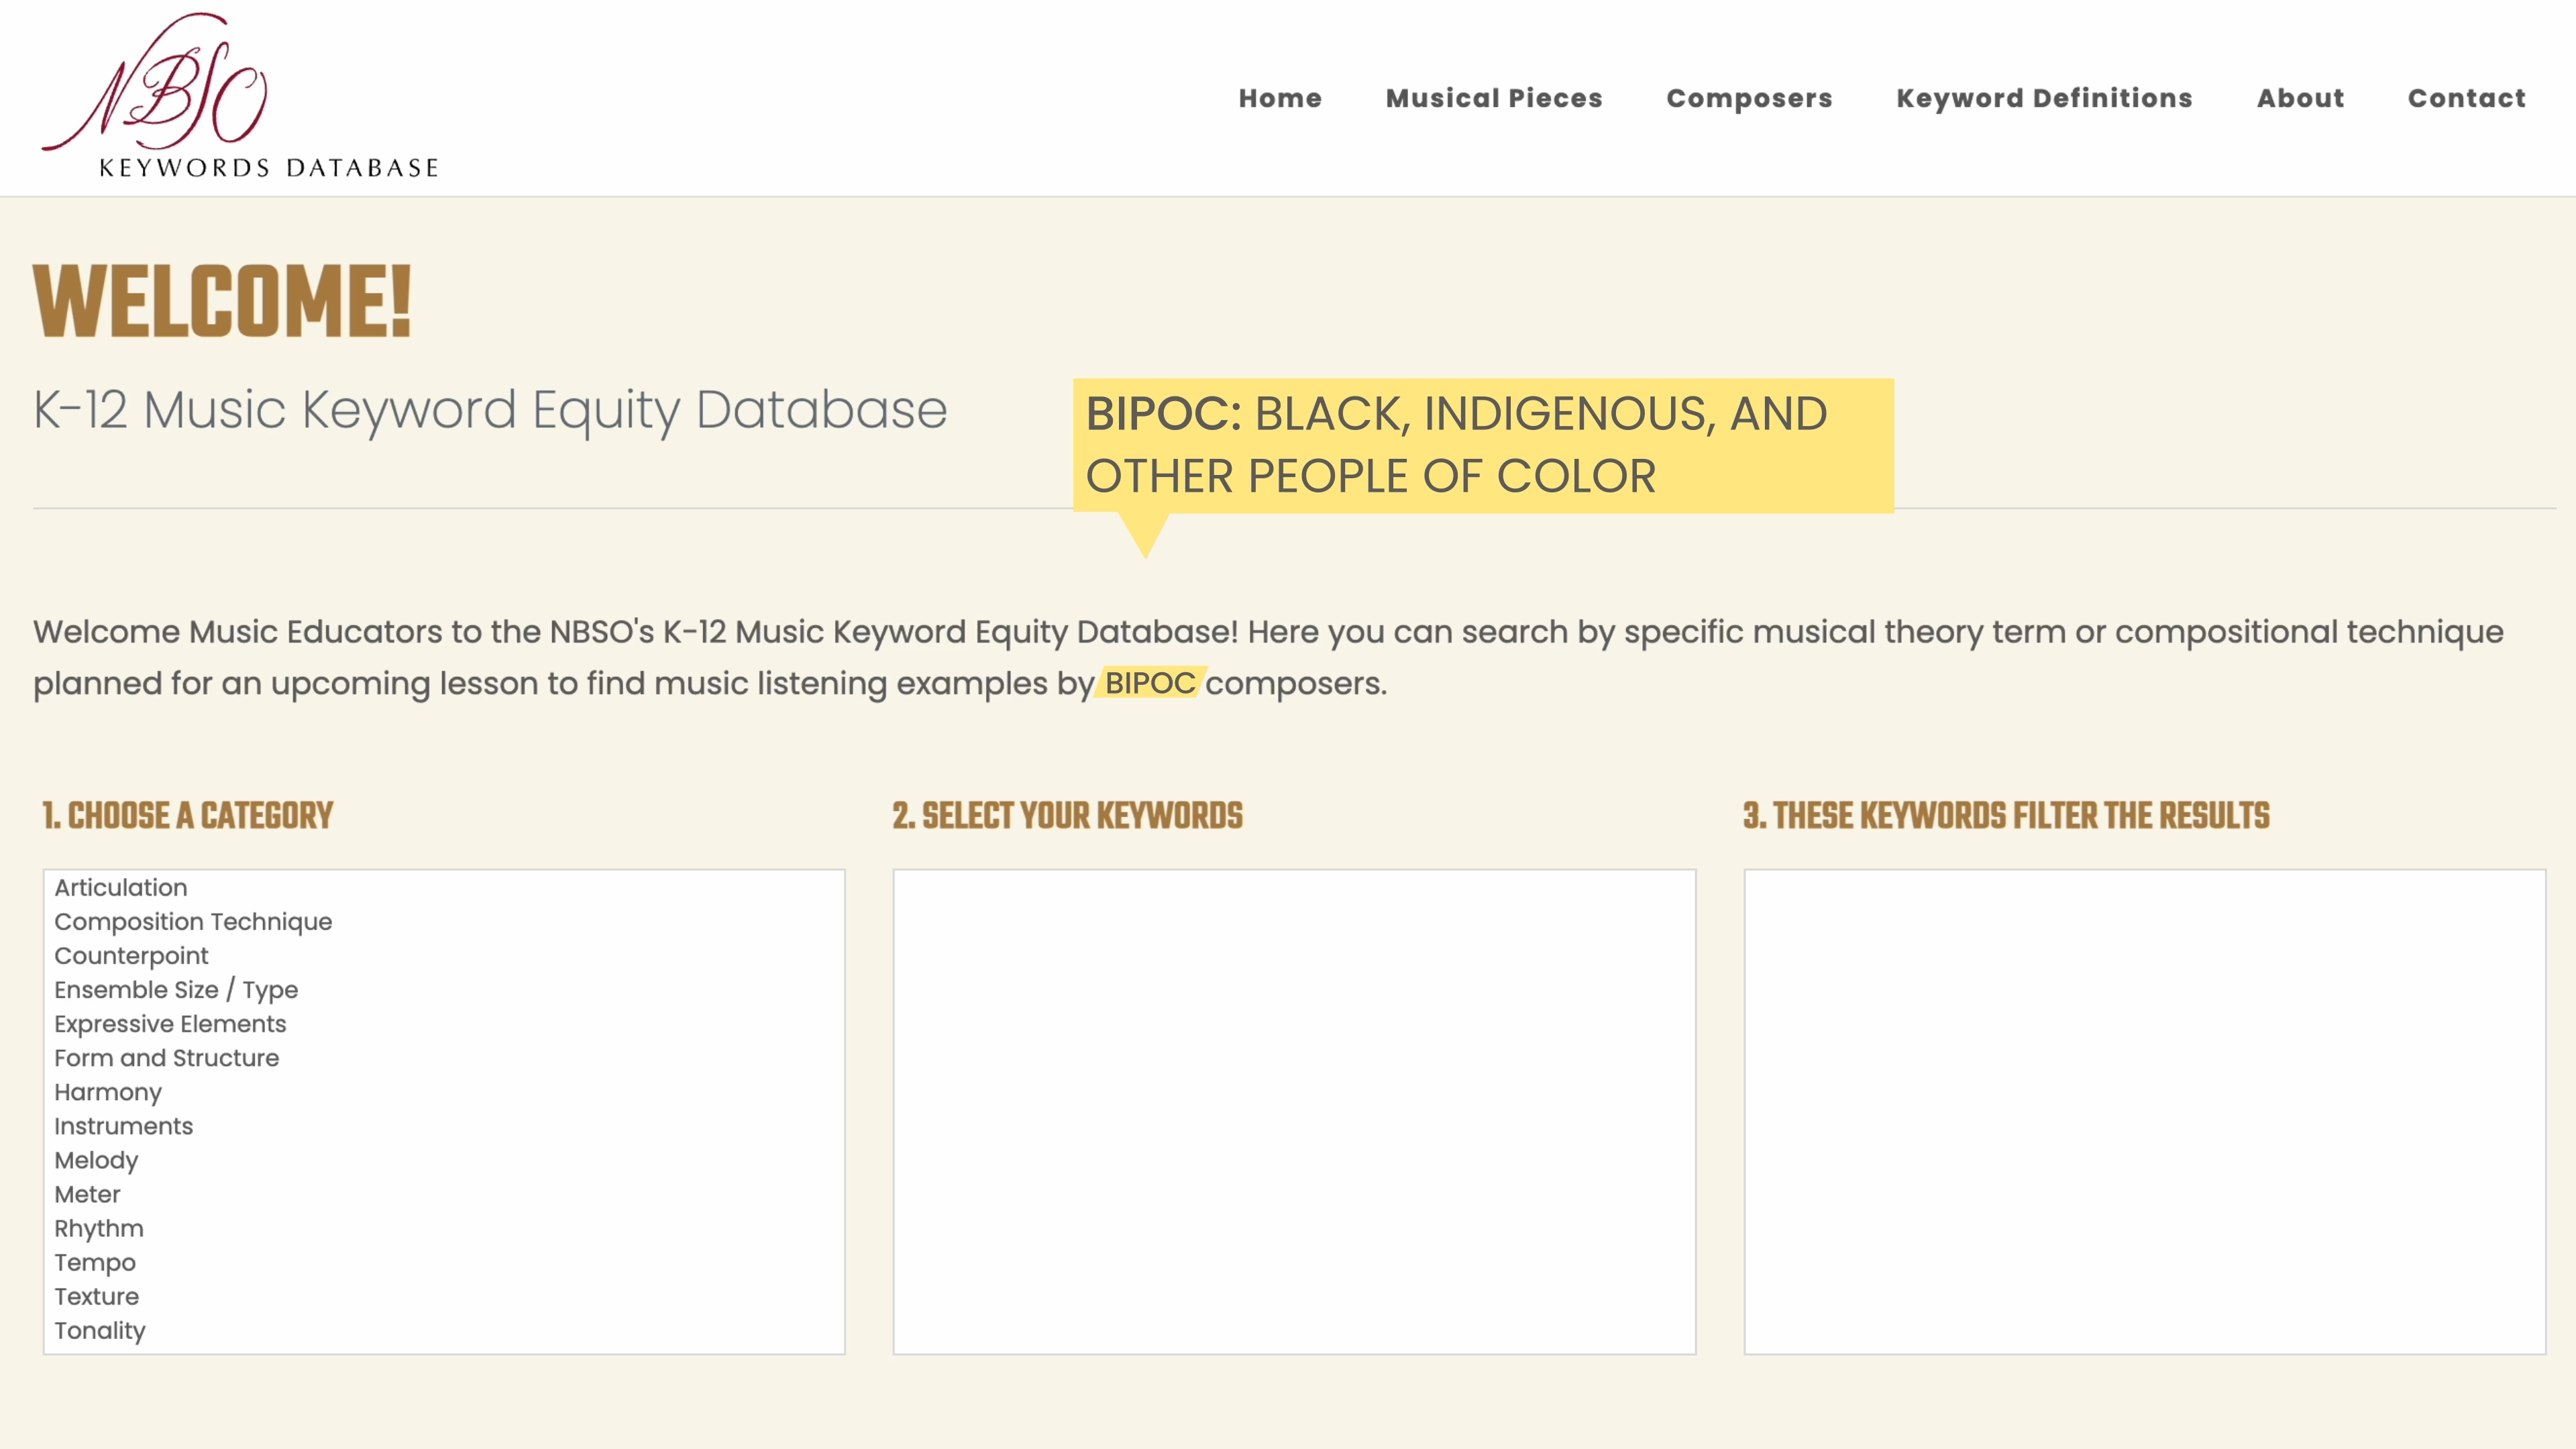 NBSO
KEYWORDS DATABASE
Home
Musical Pieces
Composers
Keyword Definitions
About
Contact
WELCOME!
K-12 Music Keyword Equity Database
BIPOC: BLACK, INDIGENOUS, AND
OTHER PEOPLE OF COLOR
Welcome Music Educators to the NBSO's K-12 Music Keyword Equity Database! Here you can search by specific musical theory term or compositional technique
planned for an upcoming lesson to find music listening examples by BIPOC composers.
1. CHOOSE A CATEGORY
Articulation
Composition Technique
Counterpoint
Ensemble Size / Type
Expressive Elements
Form and Structure
Harmony
Instruments
Melody
Meter
Rhythm
Tempo
Texture
Tonality
2. SELECT YOUR KEYWORDS
3. THESE KEYWORDS FILTER THE RESULTS